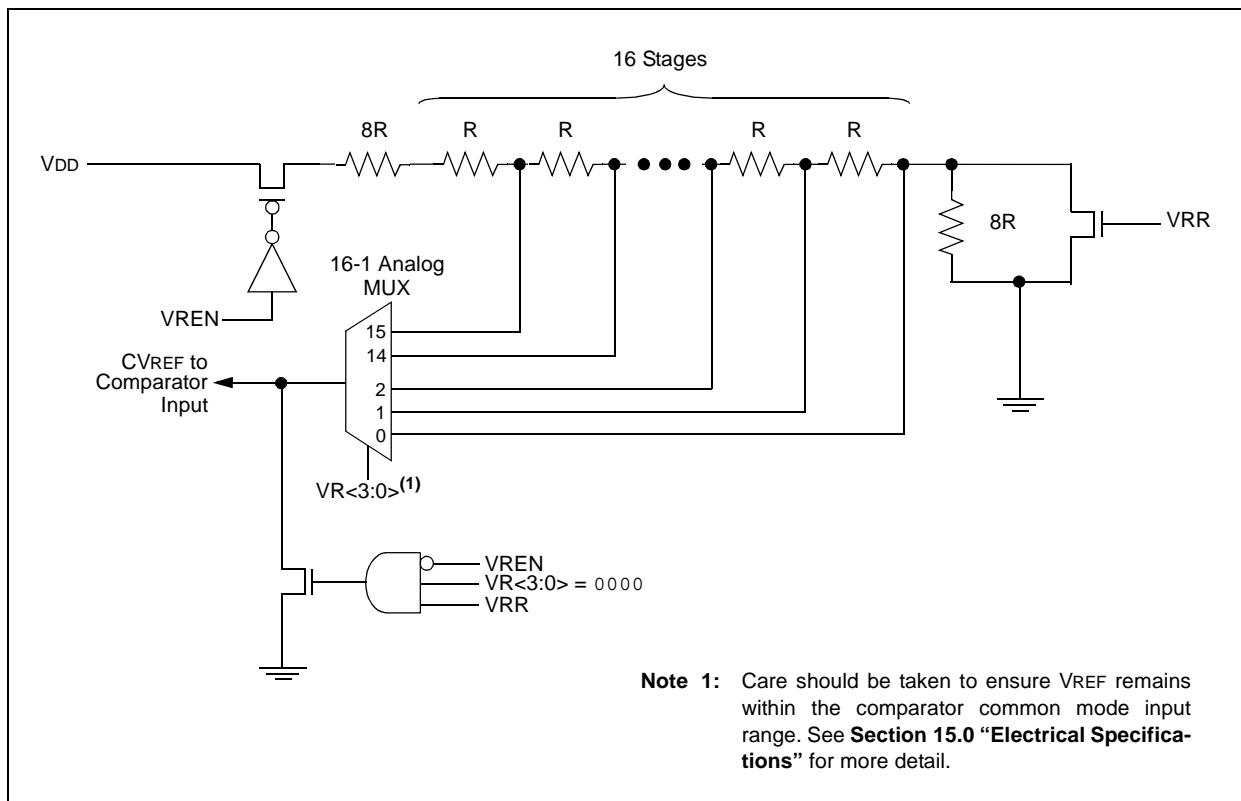 16 Stages
8R R R R R
VDD
8R
VRR
16-1 Analog
MUX
VREN
15
14
2
1
0
CVREF to
Comparator
Input
VR<3:0>(1)
VREN
VR<3:0> = 0000
VRR
Note 1: Care should be taken to ensure VREF remains
within the comparator common mode input
range. See Section 15.0 “Electrical Specifica-
tions” for more detail.